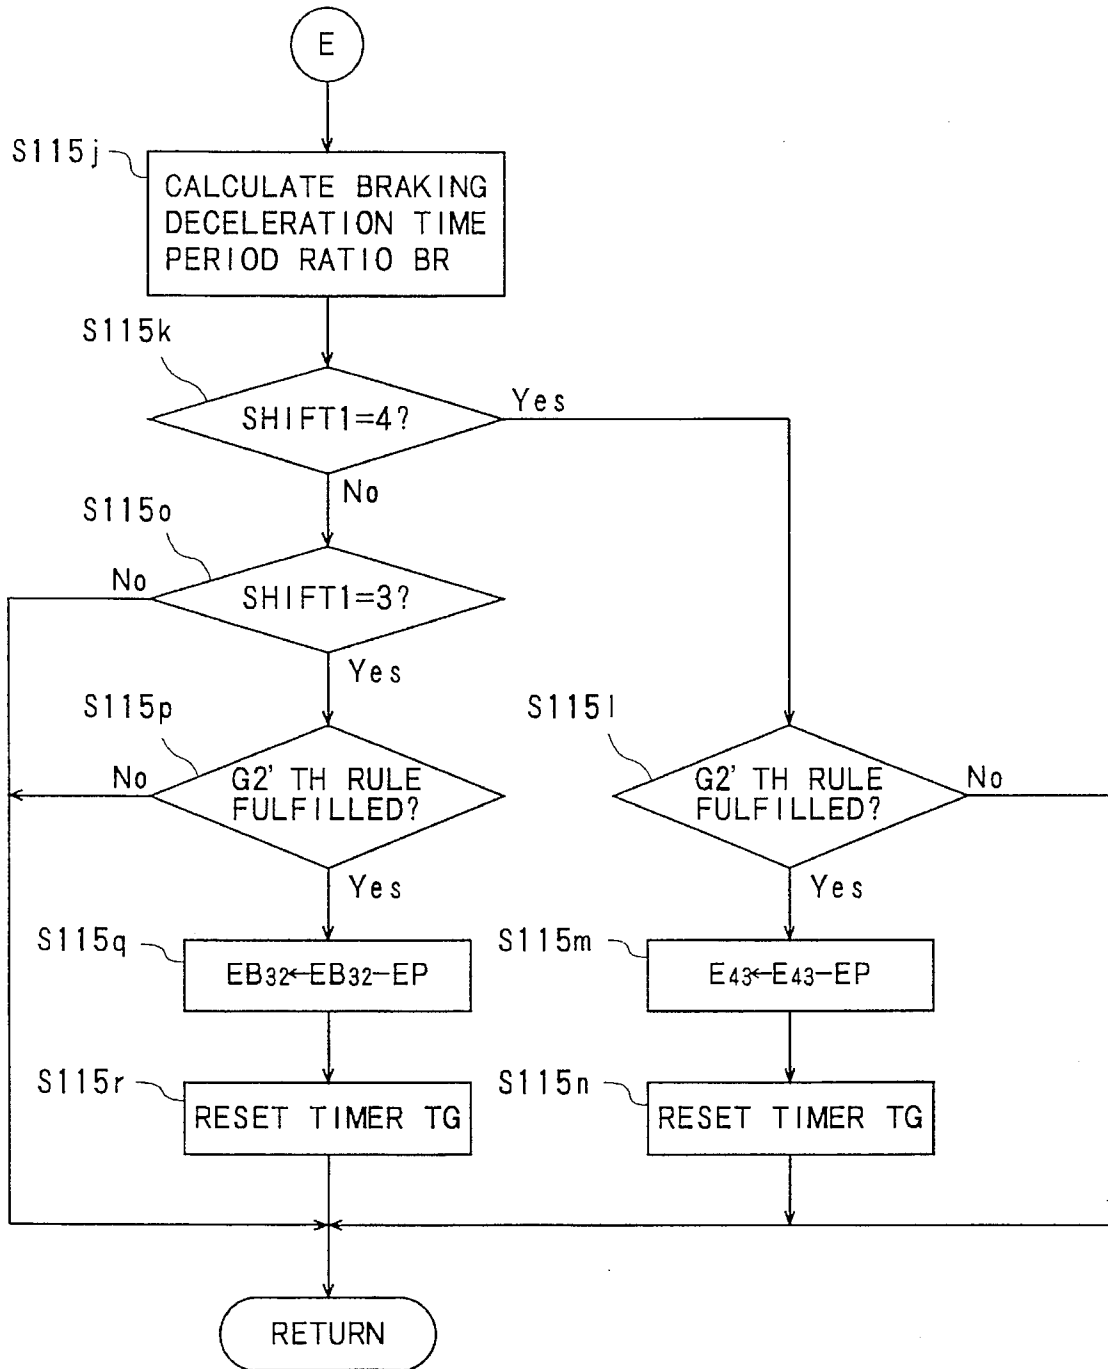 E
S115j
CALCULATE BRAKING
DECELERATION TIME
PERIOD RATIO BR
S115k
SHIFT1=4?
Yes
No
S115o
No
SHIFT1=3?
Yes
S115p
S115l
No
G2' TH RULE
FULFILLED?
G2' TH RULE
FULFILLED?
No
Yes
Yes
S115q
EB32←EB32-EP
S115m
E43←E43-EP
S115r
RESET TIMER TG
S115n
RESET TIMER TG
RETURN